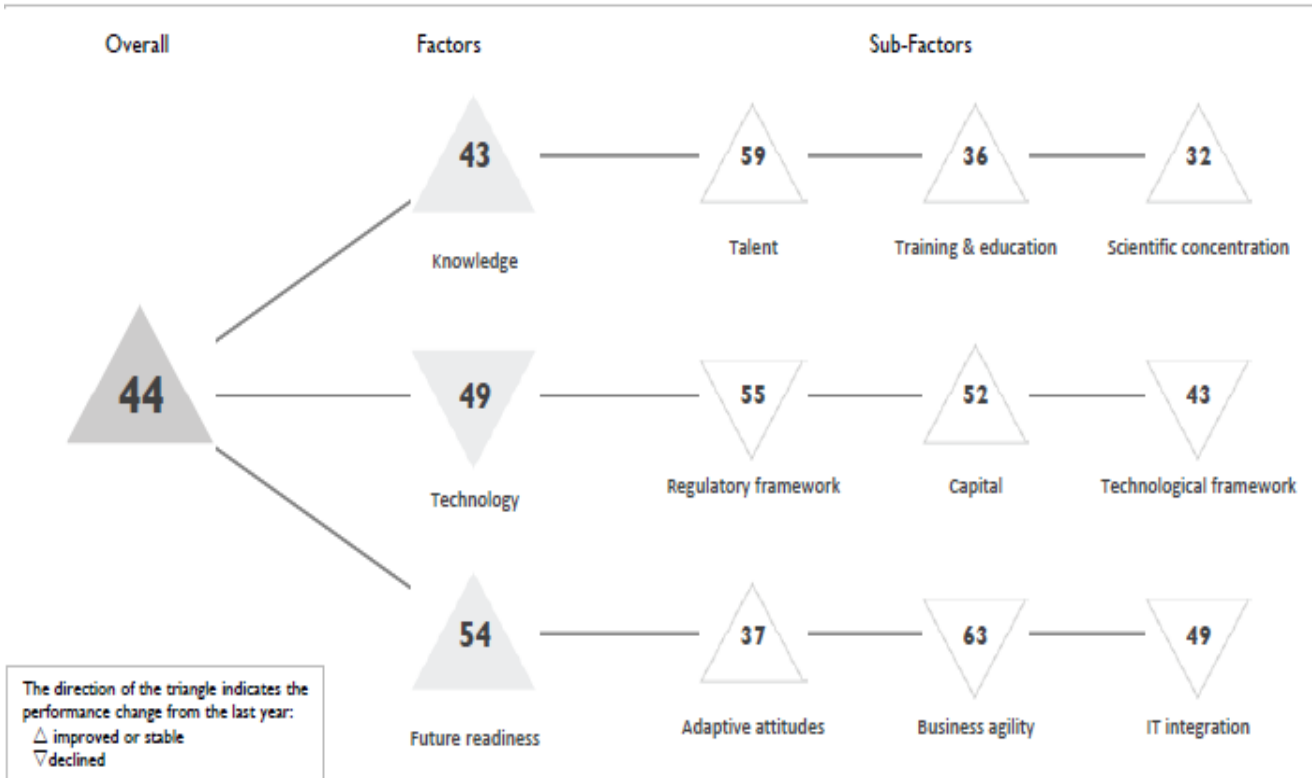 Overall Factors Sub-Factors
43 59 36 32
Knowledge Talent Training & education Scientific concentration
44 49 55 52 43
Technology Regulatory framework Capital Technological framework
54 37 63 49
Future readiness Adaptive attitudes Business agility IT integration
The direction of the triangle indicates the
performance change from the last year:
△ improved or stable
▽ declined